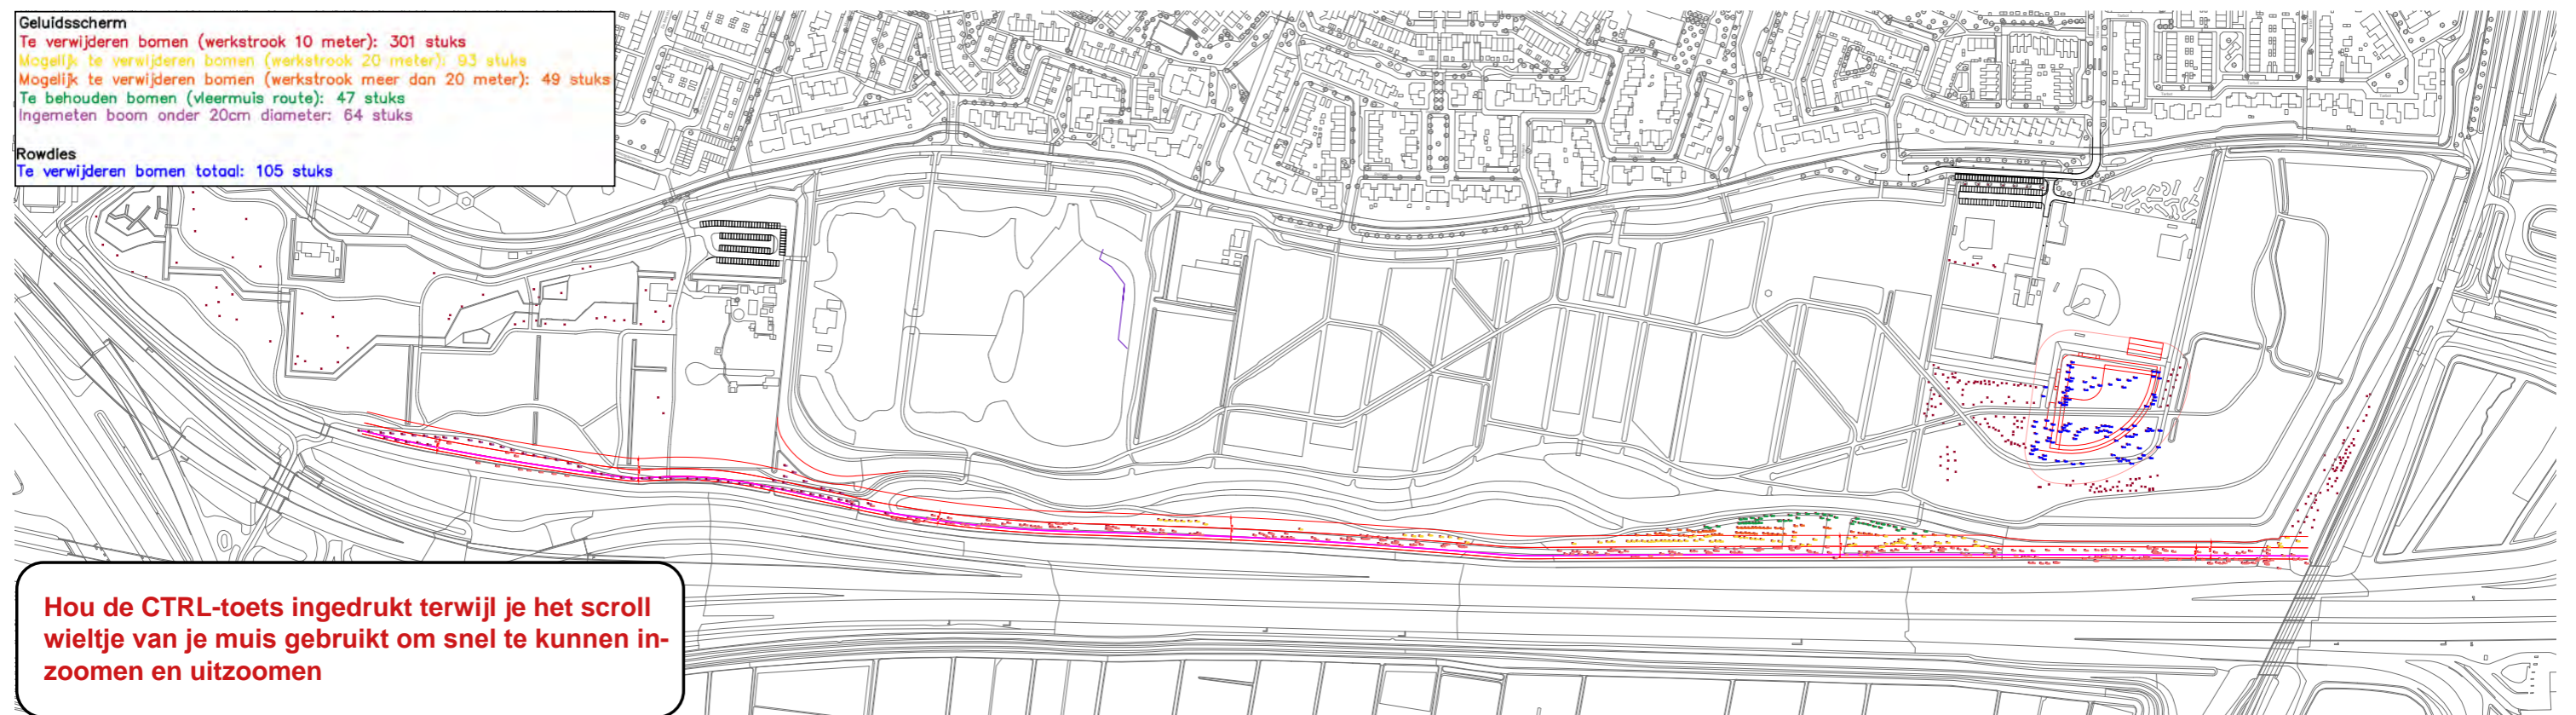 Geluidsscherm
Te verwijderen bomen (werkstrook 10 meter): 301 stuks
Mogelijk te verwijderen bomen (werkstrook 20 meter): 93 stuks
Mogelijk te verwijderen bomen (werkstrook meer dan 20 meter): 49 stuks
Te behouden bomen (vleermuis route): 47 stuks
Ingemeten boom onder 20cm diameter: 64 stuks
Rowdies
Te verwijderen bomen totaal: 105 stuks
Hou de CTRL-toets ingedrukt terwijl je het scroll
wieltje van je muis gebruikt om snel te kunnen in-
zoomen en uitzoomen